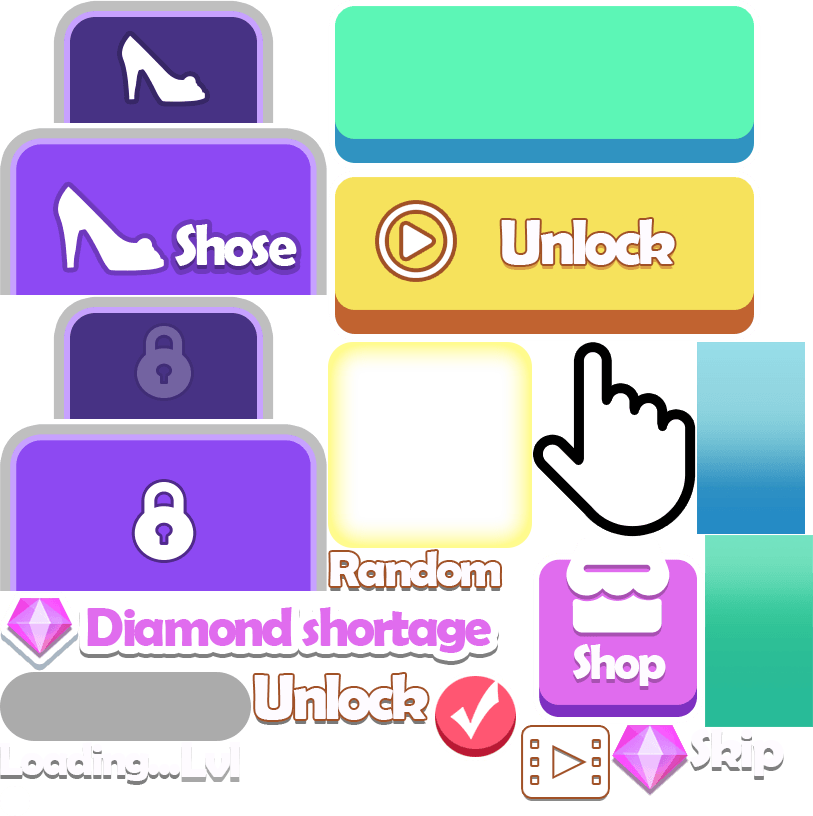 Shose
Unlock
Random
Diamond shortage
Shop
Unlock
Loading...Lvl
Skip